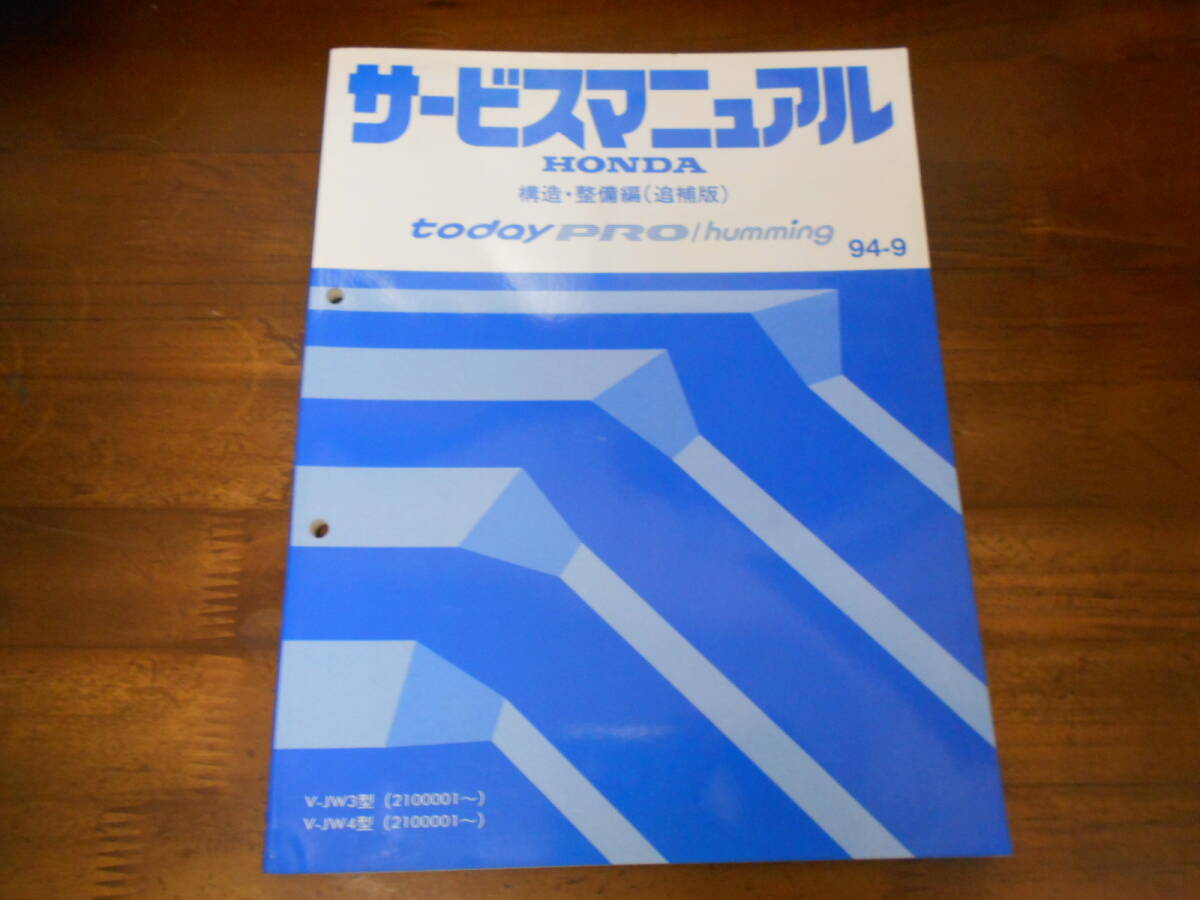 サービスマニュアル
HONDA
構造・整備編(追補版)
today PRO/humming
94-9
V-JW3型 (2100001〜)
V-JW4型 (2100001〜)